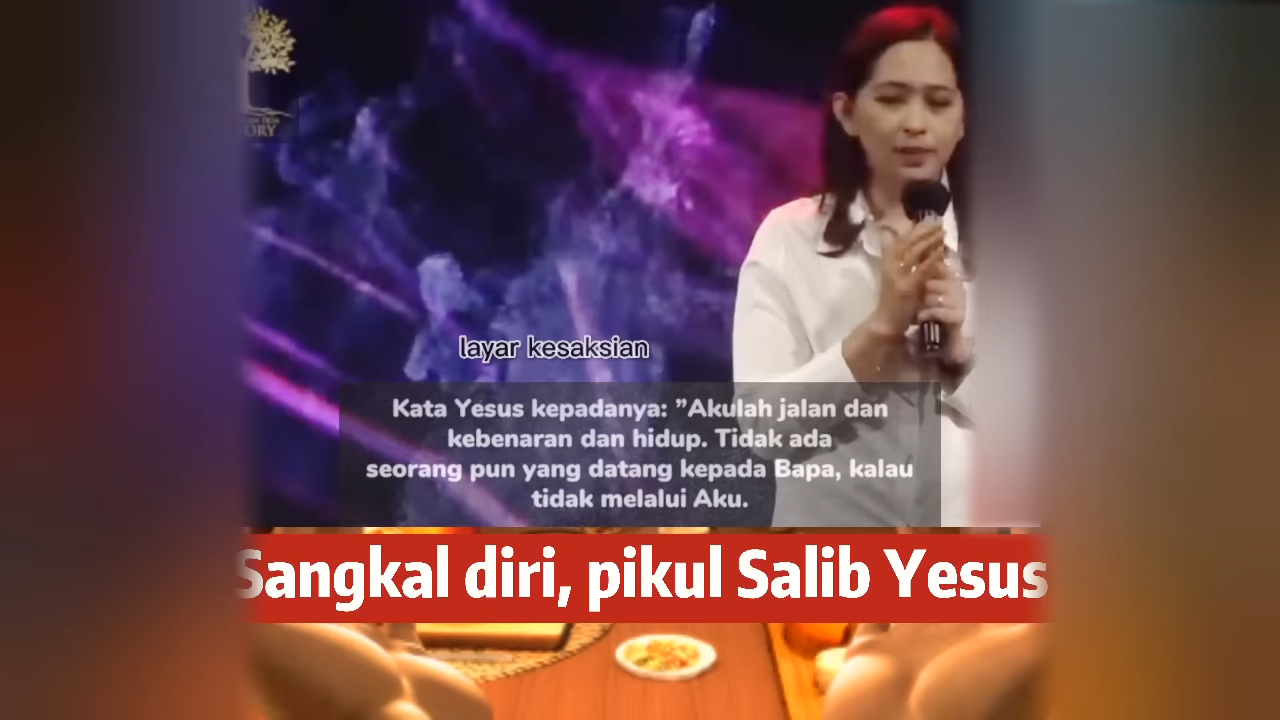 ORY
layar kesaksian
Kata Yesus kepadanya: ”Akulah jalan dan
kebenaran dan hidup. Tidak ada
seorang pun yang datang kepada Bapa, kalau
tidak melalui Aku.
Sangkal diri, pikul Salib Yesus